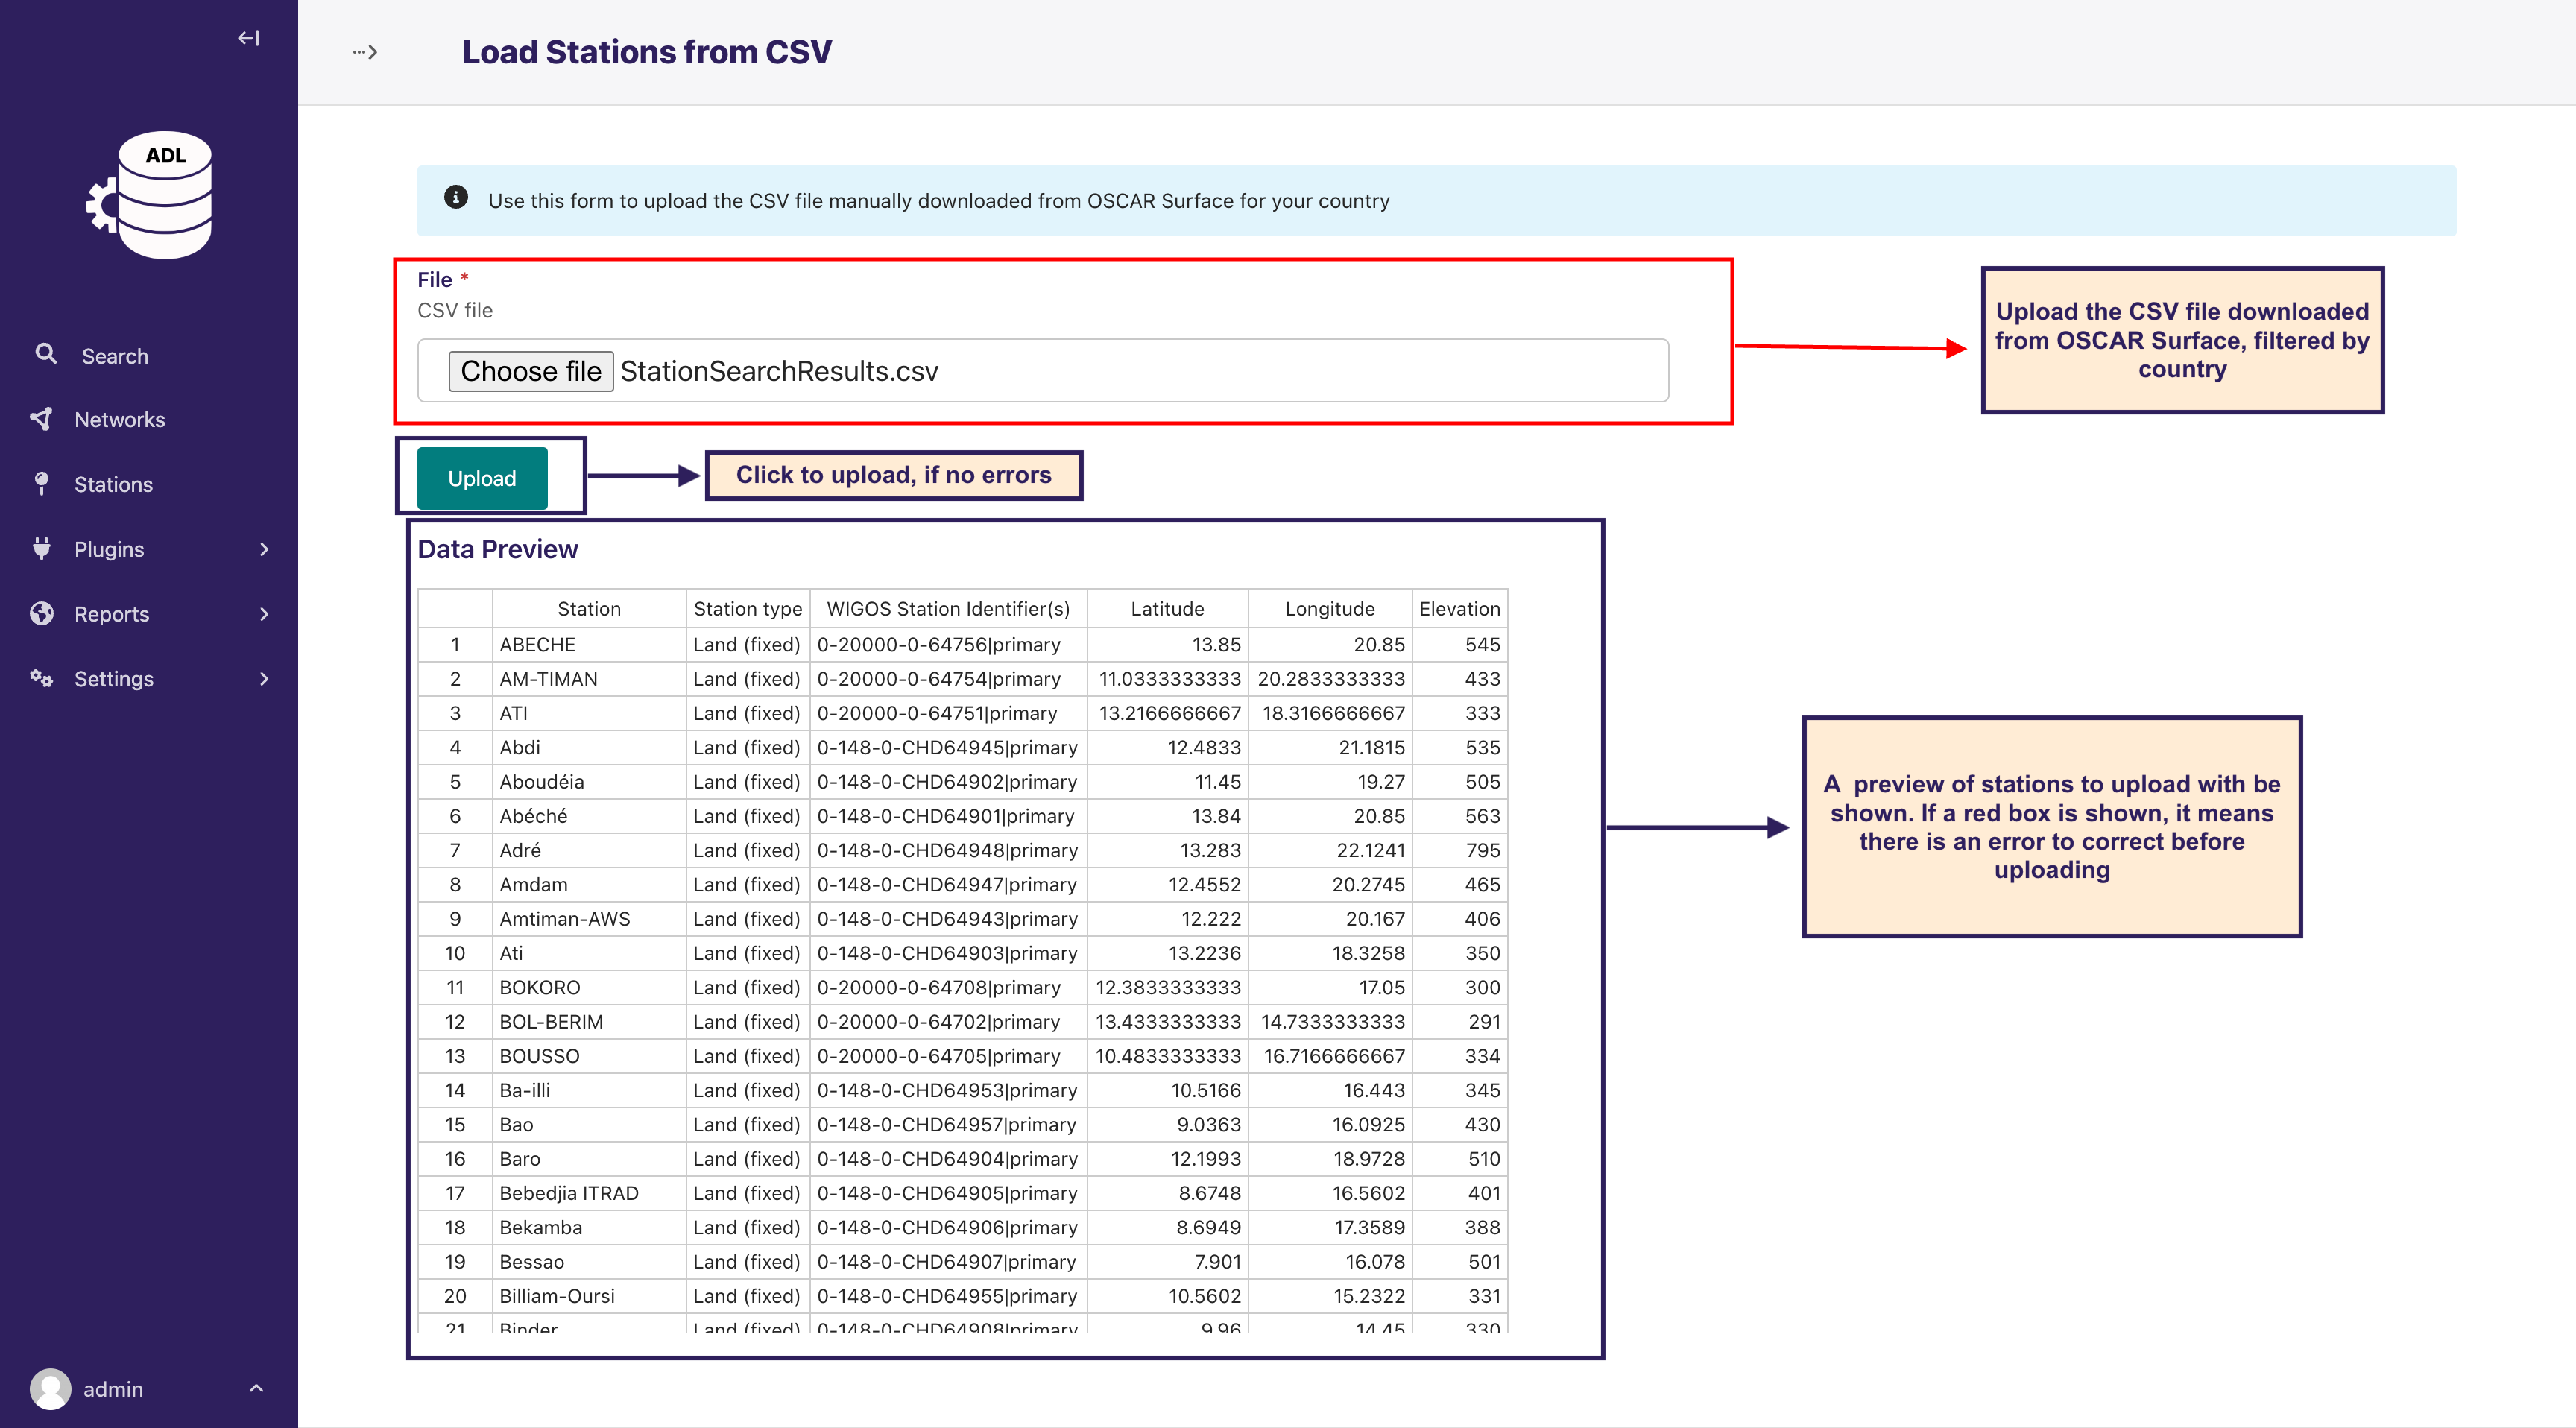 Load Stations from CSV
ADL
Search
Networks
Stations
Plugins
Reports
Settings
admin
Use this form to upload the CSV file manually downloaded from OSCAR Surface for your country
File *
CSV file
Choose file StationSearchResults.csv
Upload the CSV file downloaded
from OSCAR Surface, filtered by
country
Upload
Click to upload, if no errors
Data Preview
Station Station type WIGOS Station Identifier(s) Latitude Longitude Elevation
1 ABECHE Land (fixed) 0-20000-0-64756|primary 13.85 20.85 545
2 AM-TIMAN Land (fixed) 0-20000-0-64754|primary 11.0333333333 20.2833333333 433
3 ATI Land (fixed) 0-20000-0-64751|primary 13.2166666667 18.3166666667 333
4 Abdi Land (fixed) 0-148-0-CHD64945|primary 12.4833 21.1815 535
5 Aboudéia Land (fixed) 0-148-0-CHD64902|primary 11.45 19.27 505
6 Abéché Land (fixed) 0-148-0-CHD64901|primary 13.84 20.85 563
7 Adré Land (fixed) 0-148-0-CHD64948|primary 13.283 22.1241 795
8 Amdam Land (fixed) 0-148-0-CHD64947|primary 12.4552 20.2745 465
9 Amtiman-AWS Land (fixed) 0-148-0-CHD64943|primary 12.222 20.167 406
10 Ati Land (fixed) 0-148-0-CHD64903|primary 13.2236 18.3258 350
11 BOKORO Land (fixed) 0-20000-0-64708|primary 12.3833333333 17.05 300
12 BOL-BERIM Land (fixed) 0-20000-0-64702|primary 13.4333333333 14.7333333333 291
13 BOUSSO Land (fixed) 0-20000-0-64705|primary 10.4833333333 16.7166666667 334
14 Ba-illi Land (fixed) 0-148-0-CHD64953|primary 10.5166 16.443 345
15 Bao Land (fixed) 0-148-0-CHD64957|primary 9.0363 16.0925 430
16 Baro Land (fixed) 0-148-0-CHD64904|primary 12.1993 18.9728 510
17 Bebedjia ITRAD Land (fixed) 0-148-0-CHD64905|primary 8.6748 16.5602 401
18 Bekamba Land (fixed) 0-148-0-CHD64906|primary 8.6949 17.3589 388
19 Bessao Land (fixed) 0-148-0-CHD64907|primary 7.901 16.078 501
20 Billiam-Oursi Land (fixed) 0-148-0-CHD64955|primary 10.5602 15.2322 331
21 Binder Land (fixed) 0-148-0-CHD64908|primary 9.96 14.45 330
A preview of stations to upload with be
shown. If a red box is shown, it means
there is an error to correct before
uploading